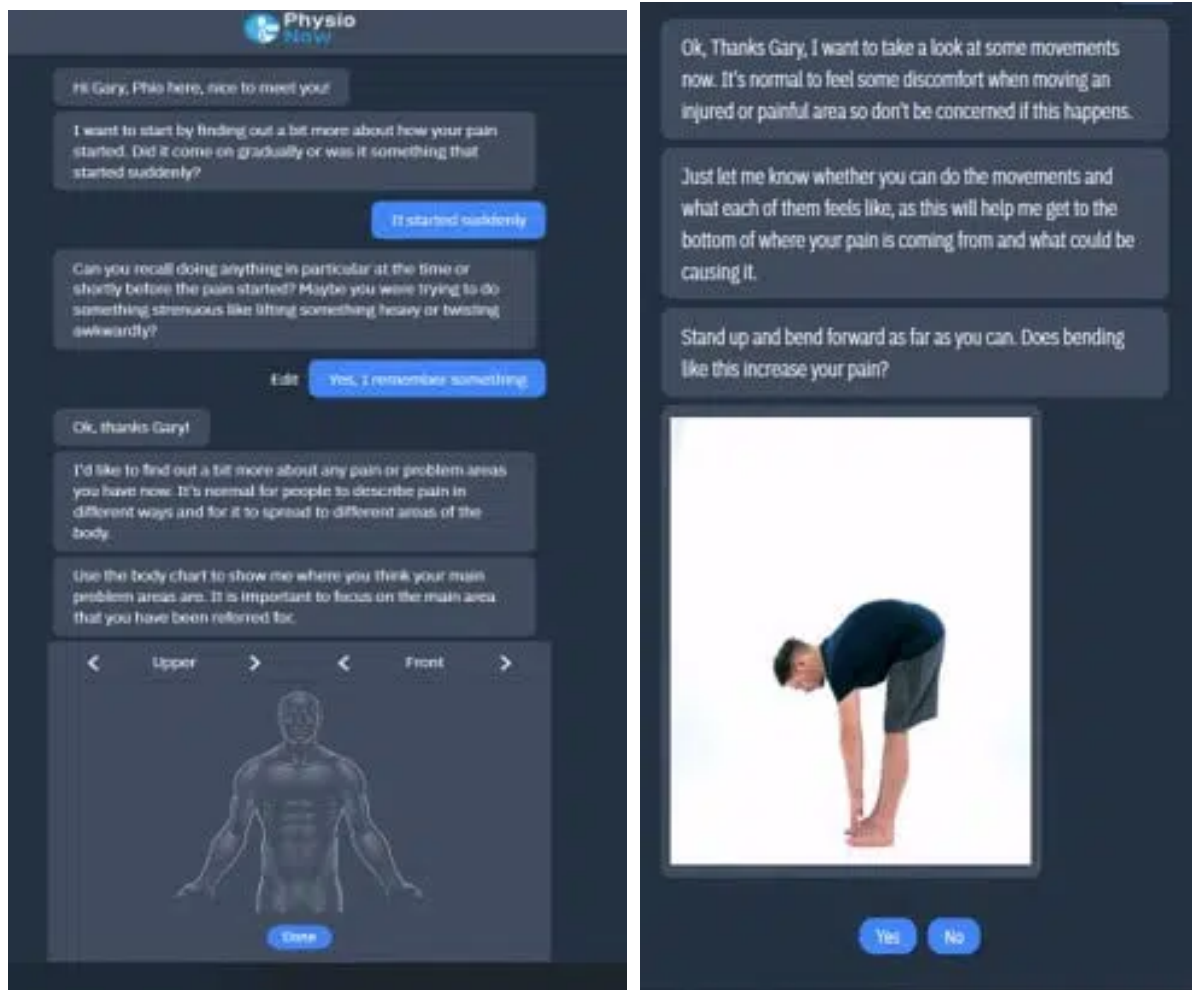 Physio
Now
Hi Gary, Phio here, nice to meet you!
I want to start by finding out a bit more about how your pain
started. Did it come on gradually or was it something that
started suddenly?
It started suddenly
Can you recall doing anything in particular at the time or
shortly before the pain started? Maybe you were trying to do
something strenuous like lifting something heavy or twisting
awkwardly?
Edit
Yes, I remember something
Ok, thanks Gary!
I'd like to find out a bit more about any pain or problem areas
you have now. It's normal for people to describe pain in
different ways and for it to spread to different areas of the
body.
Use the body chart to show me where you think your main
problem areas are. It is important to focus on the main area
that you have been referred for.
Upper
Front
Done
Ok, Thanks Gary, I want to take a look at some movements
now. It's normal to feel some discomfort when moving an
injured or painful area so don't be concerned if this happens.
Just let me know whether you can do the movements and
what each of them feels like, as this will help me get to the
bottom of where your pain is coming from and what could be
causing it.
Stand up and bend forward as far as you can. Does bending
like this increase your pain?
Yes
No